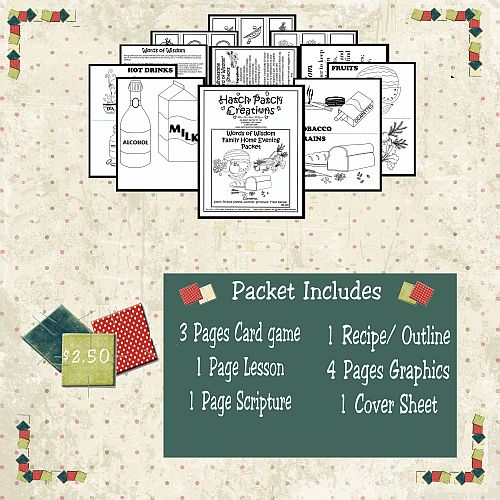 Words of Wisdom
HOT DRINKS
FRUITS
ALCOHOL
MILK
Hatch Patch
Creations
Words of Wisdom
Family Home Evening
Packet
TOBACCO
GRAINS
$2.50
Packet Includes
3 Pages Card game
1 Page Lesson
1 Page Scripture
1 Recipe/ Outline
4 Pages Graphics
1 Cover Sheet